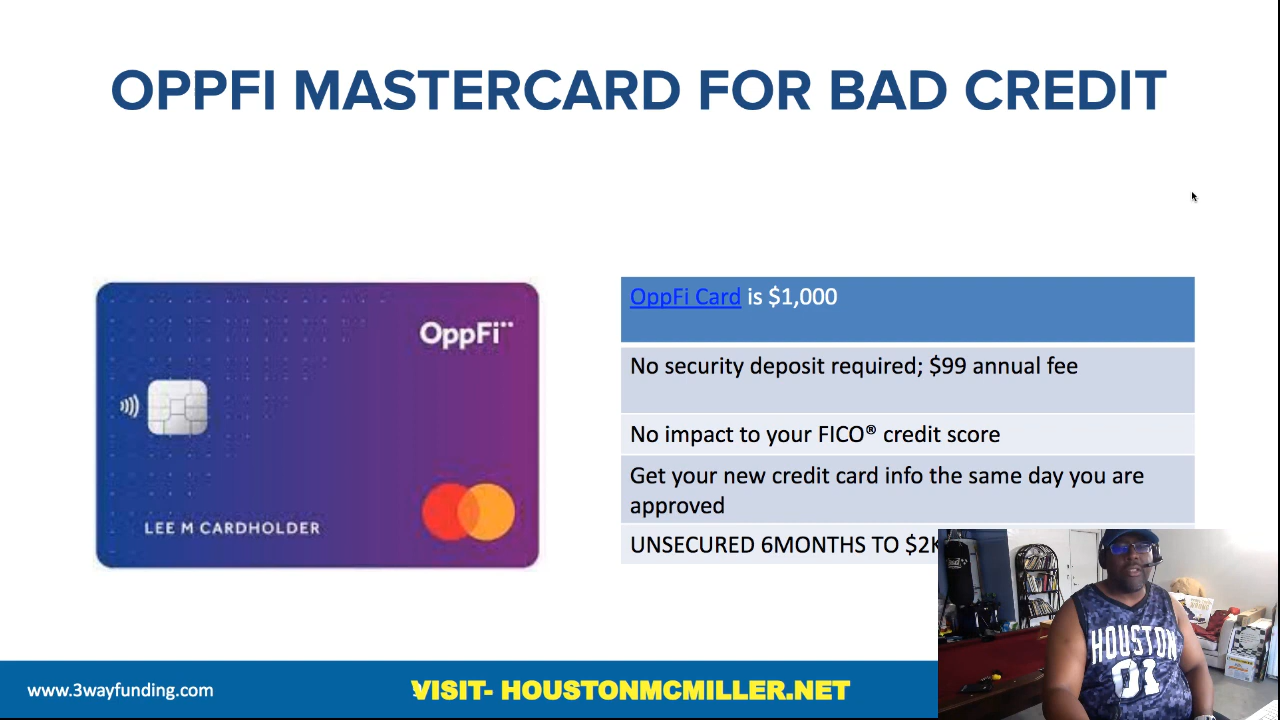 OPPFI MASTERCARD FOR BAD CREDIT
OppFi
LEE M CARDHOLDER
OppFi Card is $1,000
No security deposit required; $99 annual fee
No impact to your FICO® credit score
Get your new credit card info the same day you are
approved
UNSECURED 6MONTHS TO $2K
HOUSTON
01
www.3wayfunding.com
VISIT- HOUSTONMCMILLER.NET